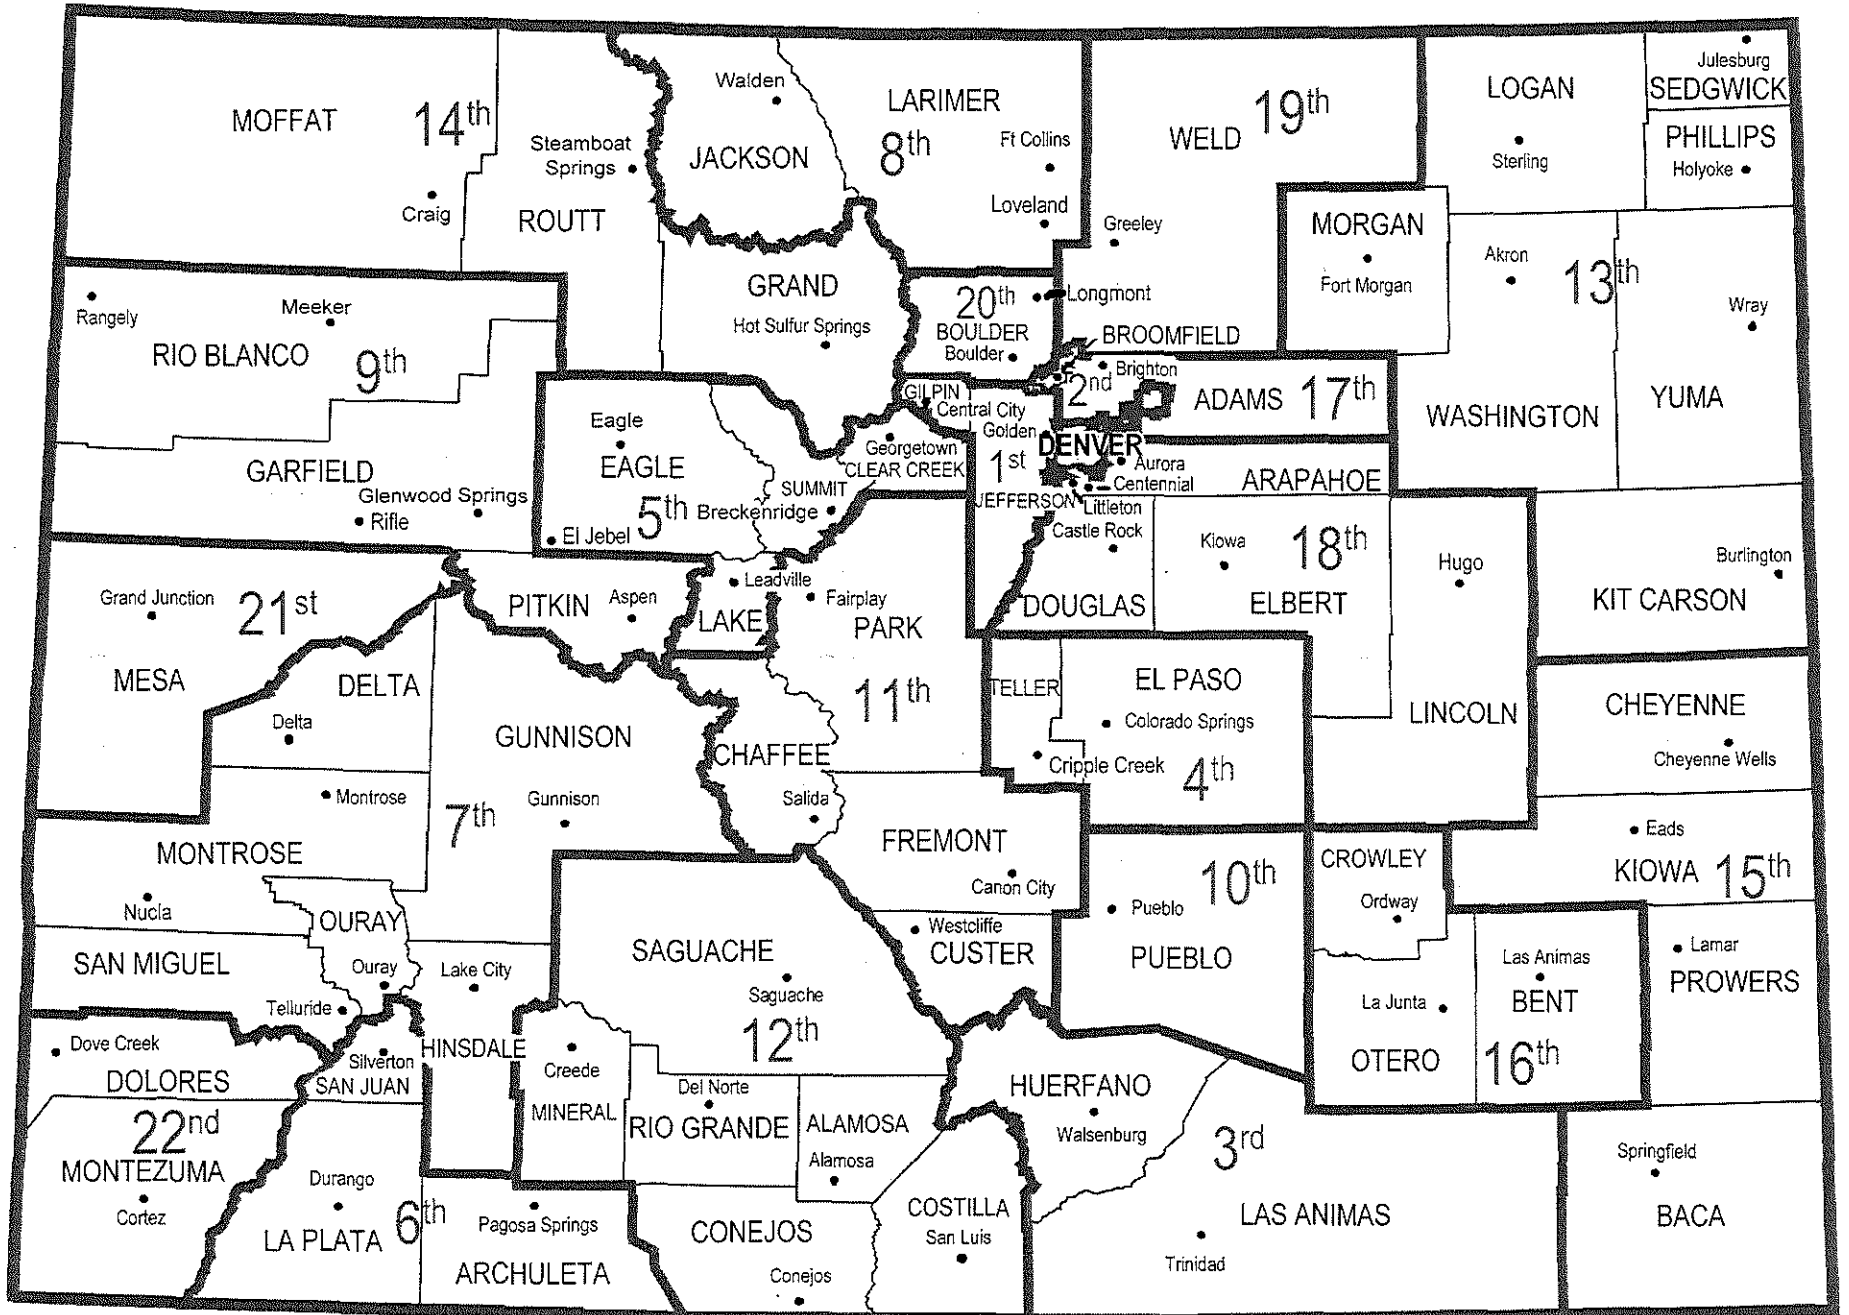 MOFFAT
14th
Craig
Steamboat
Springs
ROUTT
Walden
JACKSON
LARIMER
8th
Ft Collins
Loveland
WELD
19th
Greeley
LOGAN
Sterling
Julesburg
SEDGWICK
PHILLIPS
Holyoke
MORGAN
Fort Morgan
Akron
13th
Wray
WASHINGTON
YUMA
Rangely
Meeker
RIO BLANCO
9th
GRAND
Hot Sulfur Springs
20th
BOULDER
Boulder
Longmont
BROOMFIELD
Brighton
2nd
ADAMS 17th
GILPIN
Central City
Golden
DENVER
Georgetown
CLEAR CREEK
1st
JEFFERSON
Aurora
Centennial
Littleton
ARAPAHOE
GARFIELD
Glenwood Springs
Rifle
Eagle
EAGLE
5th
El Jebel
SUMMIT
Breckenridge
Castle Rock
DOUGLAS
Kiowa
18th
ELBERT
Hugo
LINCOLN
Burlington
KIT CARSON
Grand Junction
21st
MESA
PITKIN
Aspen
Leadville
LAKE
Fairplay
PARK
11th
DELTA
Delta
GUNNISON
Gunnison
7th
CHAFFEE
Salida
TELLER
Cripple Creek
EL PASO
Colorado Springs
4th
CHEYENNE
Cheyenne Wells
Montrose
MONTROSE
Nucla
FREMONT
Canon City
10th
Pueblo
PUEBLO
CROWLEY
Ordway
Eads
KIOWA 15th
OURAY
Ouray
SAN MIGUEL
Telluride
Lake City
HINSDALE
SAGUACHE
Saguache
12th
Westcliffe
CUSTER
Las Animas
BENT
La Junta
OTERO
16th
Lamar
PROWERS
Dove Creek
DOLORES
22nd
MONTEZUMA
Cortez
Silverton
SAN JUAN
Creede
MINERAL
Del Norte
RIO GRANDE
ALAMOSA
Alamosa
HUERFANO
Walsenburg
3rd
Durango
LA PLATA
6th
Pagosa Springs
ARCHULETA
CONEJOS
Conejos
COSTILLA
San Luis
LAS ANIMAS
Trinidad
Springfield
BACA